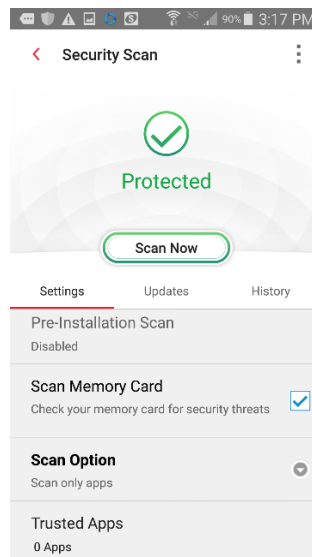 90% 3:17 PM
Security Scan
Protected
Scan Now
Settings Updates History
Pre-Installation Scan
Disabled
Scan Memory Card
Check your memory card for security threats
Scan Option
Scan only apps
Trusted Apps
0 Apps